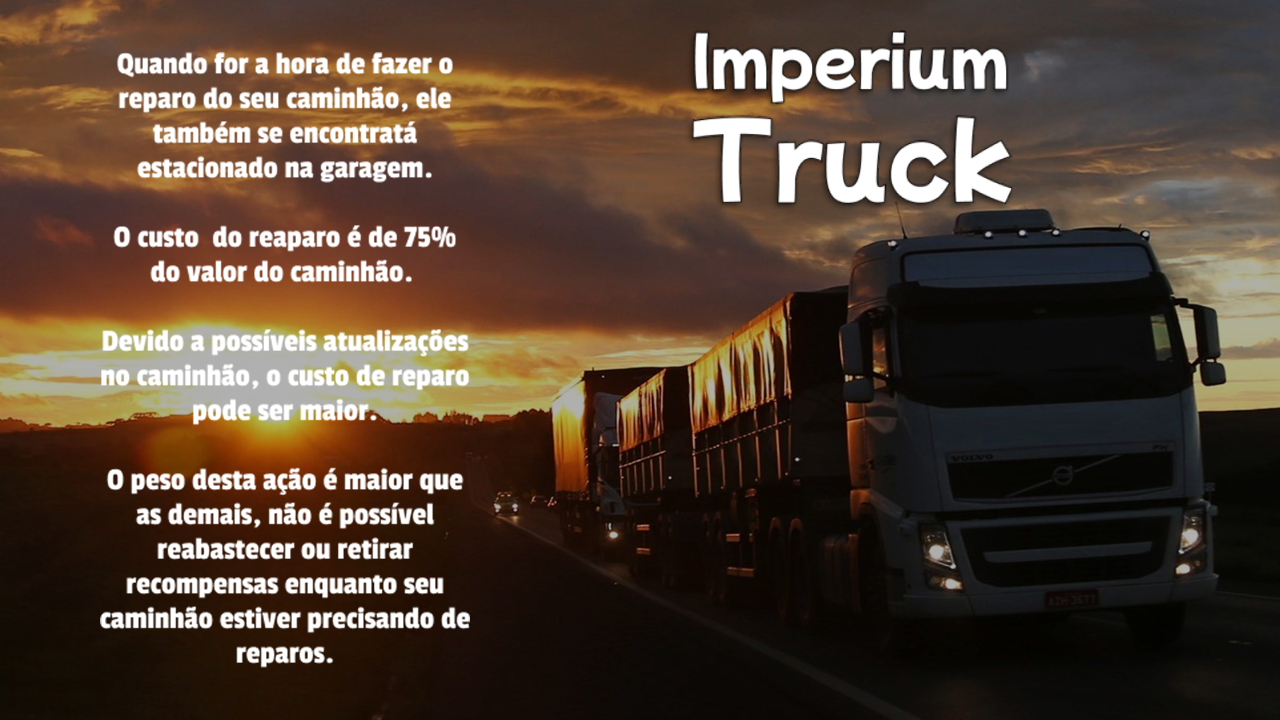 Quando for a hora de fazer o
reparo do seu caminhão, ele
também se encontratá
estacionado na garagem.
O custo  do reaparo é de 75%
do valor do caminhão.
Devido a possíveis atualizações
no caminhão, o custo de reparo
pode ser maior.
O peso desta ação é maior que
as demais, não é possível
reabastecer ou retirar
recompensas enquanto seu
caminhão estiver precisando de
reparos.
Imperium
Truck
VOLVO